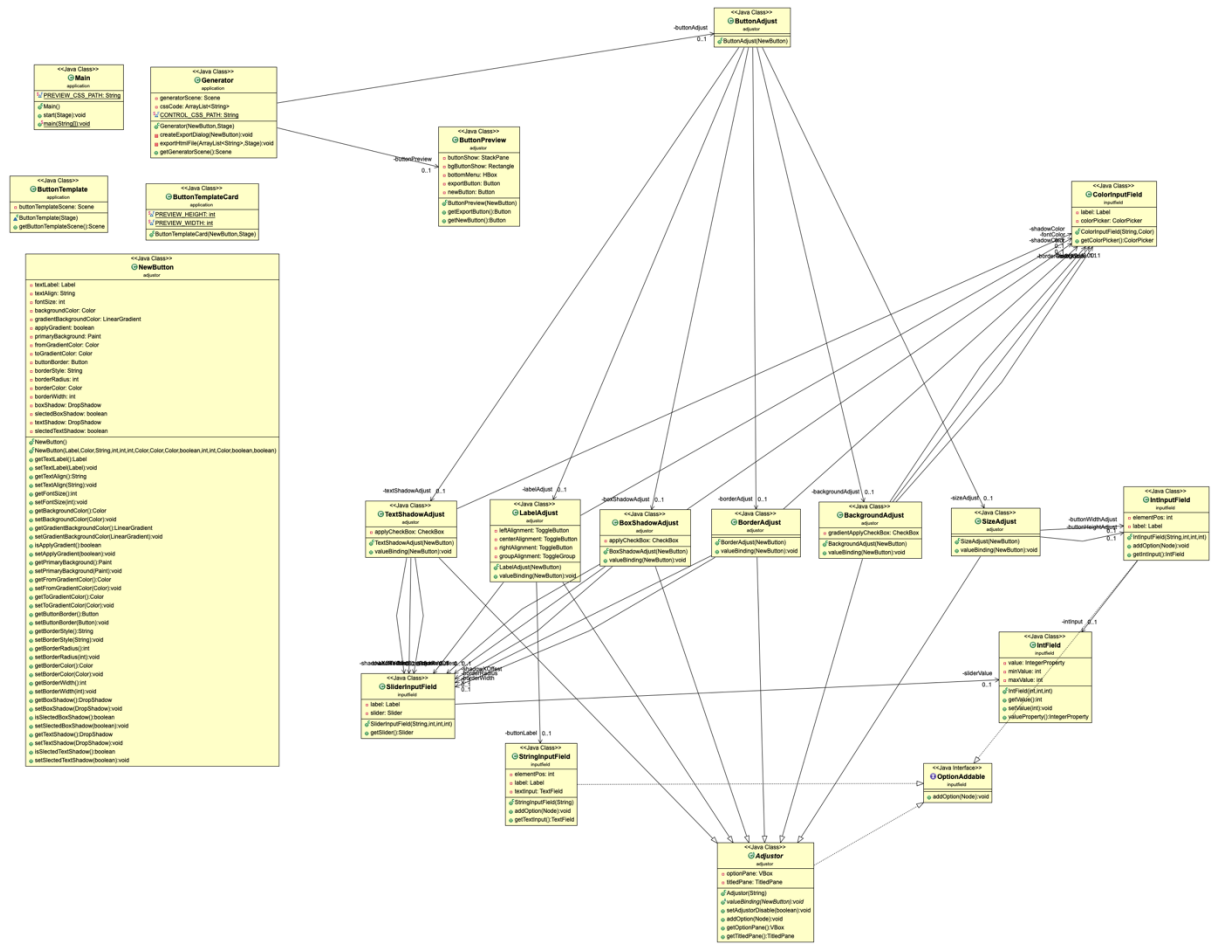 <<Java Class>>
ButtonAdjust
adjustor
ButtonAdjust(NewButton)
-buttonAdjust
0..1
<<Java Class>>
Main
application
PREVIEW_CSS_PATH: String
Main()
start(Stage):void
main(String[]):void
<<Java Class>>
Generator
application
generatorScene: Scene
cssCode: ArrayList<String>
CONTROL_CSS_PATH: String
Generator(NewButton,Stage)
createExportDialog(NewButton):void
exportHtmlFile(ArrayList<String>,Stage):void
getGeneratorScene():Scene
-buttonPreview
0..1
<<Java Class>>
ButtonPreview
adjustor
buttonShow: StackPane
bgButtonShow: Rectangle
bottomMenu: HBox
exportButton: Button
newButton: Button
ButtonPreview(NewButton)
getExportButton():Button
getNewButton():Button
<<Java Class>>
ButtonTemplate
application
buttonTemplateScene: Scene
ButtonTemplate(Stage)
getButtonTemplateScene():Scene
<<Java Class>>
ButtonTemplateCard
application
PREVIEW_HEIGHT: int
PREVIEW_WIDTH: int
ButtonTemplateCard(NewButton,Stage)
<<Java Class>>
ColorInputField
inputfield
label: Label
colorPicker: ColorPicker
ColorInputField(String,Color)
getColorPicker():ColorPicker
-shadowColor
-fontColor
<<Java Class>>
NewButton
adjustor
textLabel: Label
textAlign: String
fontSize: int
backgroundColor: Color
gradientBackgroundColor: LinearGradient
applyGradient: boolean
primaryBackground: Paint
fromGradientColor: Color
toGradientColor: Color
buttonBorder: Button
borderStyle: String
borderRadius: int
borderColor: Color
borderWidth: int
boxShadow: DropShadow
slectedBoxShadow: boolean
textShadow: DropShadow
slectedTextShadow: boolean
NewButton()
NewButton(Label,Color,String,int,int,int,Color,Color,Color,boolean,int,int,Color,boolean,boolean)
getTextLabel():Label
setTextLabel(Label):void
getTextAlign():String
setTextAlign(String):void
getFontSize():int
setFontSize(int):void
getBackgroundColor():Color
setBackgroundColor(Color):void
getGradientBackgroundColor():LinearGradient
setGradientBackgroundColor(LinearGradient):void
isApplyGradient():boolean
setApplyGradient(boolean):void
getPrimaryBackground():Paint
setPrimaryBackground(Paint):void
getFromGradientColor():Color
setFromGradientColor(Color):void
getToGradientColor():Color
setToGradientColor(Color):void
getButtonBorder():Button
setButtonBorder(Button):void
getBorderStyle():String
setBorderStyle(String):void
getBorderRadius():int
setBorderRadius(int):void
getBorderColor():Color
setBorderColor(Color):void
getBorderWidth():int
setBorderWidth(int):void
getBoxShadow():DropShadow
setBoxShadow(DropShadow):void
isSlectedBoxShadow():boolean
setSlectedBoxShadow(boolean):void
getTextShadow():DropShadow
setTextShadow(DropShadow):void
isSlectedTextShadow():boolean
setSlectedTextShadow(boolean):void
-textShadowAdjust 0..1
<<Java Class>>
TextShadowAdjust
adjustor
applyCheckBox: CheckBox
TextShadowAdjust(NewButton)
valueBinding(NewButton):void
-labelAdjust 0..1
<<Java Class>>
LabelAdjust
adjustor
leftAlignment: ToggleButton
centerAlignment: ToggleButton
rightAlignment: ToggleButton
groupAlignment: ToggleGroup
LabelAdjust(NewButton)
valueBinding(NewButton):void
-boxShadowAdjust 0..1
<<Java Class>>
BoxShadowAdjust
adjustor
applyCheckBox: CheckBox
BoxShadowAdjust(NewButton)
valueBinding(NewButton):void
-borderAdjust 0..1
<<Java Class>>
BorderAdjust
adjustor
BorderAdjust(NewButton)
valueBinding(NewButton):void
-backgroundAdjust 0..1
<<Java Class>>
BackgroundAdjust
adjustor
gradientApplyCheckBox: CheckBox
BackgroundAdjust(NewButton)
valueBinding(NewButton):void
-sizeAdjust 0..1
<<Java Class>>
SizeAdjust
adjustor
SizeAdjust(NewButton)
valueBinding(NewButton):void
-buttonWidthAdjust
0..1
-buttonHeightAdjust
0..1
<<Java Class>>
IntInputField
inputfield
elementPos: int
label: Label
IntInputField(String,int,int,int)
addOption(Node):void
getIntInput():IntField
-intInput 0..1
<<Java Class>>
IntField
inputfield
value: IntegerProperty
minValue: int
maxValue: int
IntField(int,int,int)
getValue():int
setValue(int):void
valueProperty():IntegerProperty
-shadowXOffest
-borderRadius
-borderWidth
0..1
<<Java Class>>
SliderInputField
inputfield
label: Label
slider: Slider
SliderInputField(String,int,int,int)
getSlider():Slider
-sliderValue
0..1
-buttonLabel 0..1
<<Java Class>>
StringInputField
inputfield
elementPos: int
label: Label
textInput: TextField
StringInputField(String)
addOption(Node):void
getTextInput():TextField
<<Java Interface>>
OptionAddable
inputfield
addOption(Node):void
<<Java Class>>
Adjustor
adjustor
optionPane: VBox
titledPane: TitledPane
Adjustor(String)
valueBinding(NewButton):void
setAdjustorDisable(boolean):void
addOption(Node):void
getOptionPane():VBox
getTitledPane():TitledPane